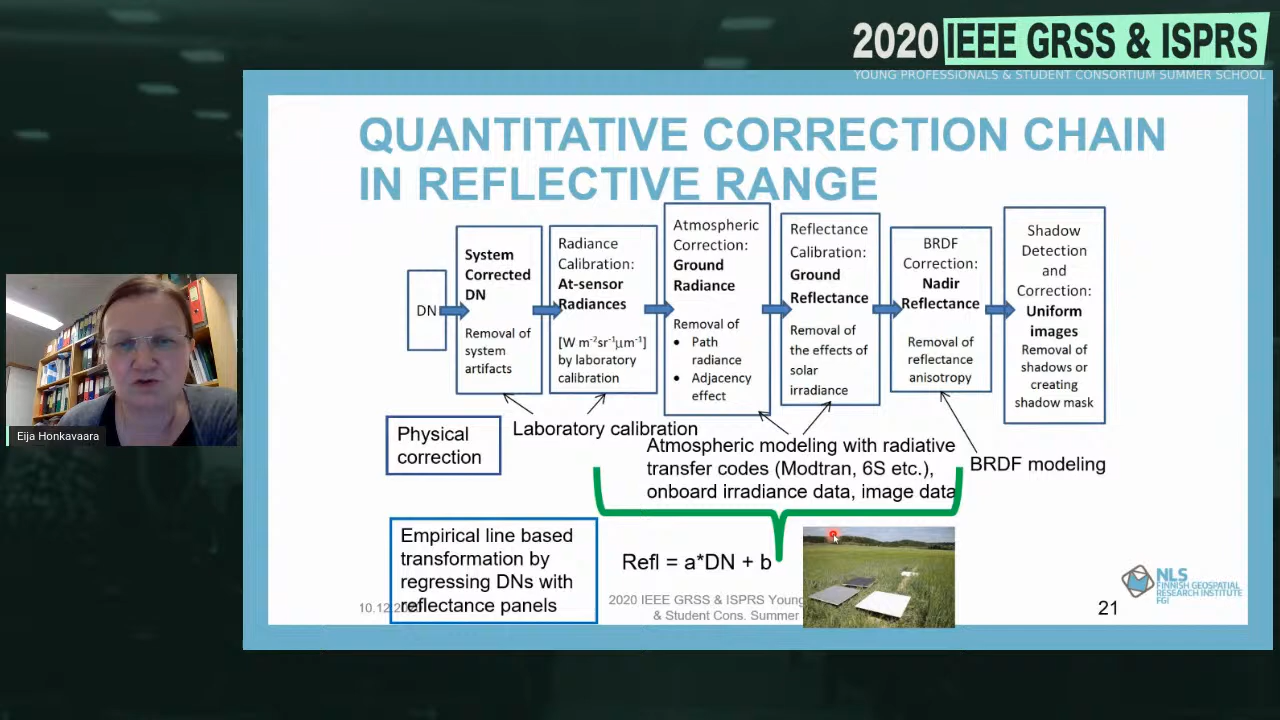 2020 IEEE GRSS & ISPRS
YOUNG PROFESSIONALS & STUDENT CONSORTIUM SUMMER SCHOOL
QUANTITATIVE CORRECTION CHAIN
IN REFLECTIVE RANGE
DN
System
Corrected
DN
Removal of
system
artifacts
Radiance
Calibration:
At-sensor
Radiances
[W m⁻²sr⁻¹µm⁻¹]
by laboratory
calibration
Atmospheric
Correction:
Ground
Radiance
Removal of
• Path
radiance
• Adjacency
effect
Reflectance
Calibration:
Ground
Reflectance
Removal of
the effects of
solar
irradiance
BRDF
Correction:
Nadir
Reflectance
Removal of
reflectance
anisotropy
Shadow
Detection
and
Correction:
Uniform
images
Removal of
shadows or
creating
shadow mask
Physical
correction
Laboratory calibration
Atmospheric modeling with radiative
transfer codes (Modtran, 6S etc.),
onboard irradiance data, image data
BRDF modeling
Empirical line based
transformation by
regressing DNs with
reflectance panels
Refl = a*DN + b
10.12.2
2020 IEEE GRSS & ISPRS Young
& Student Cons. Summer
NLS
FINNISH GEOSPATIAL
RESEARCH INSTITUTE
FGI
21
Eija Honkavaara